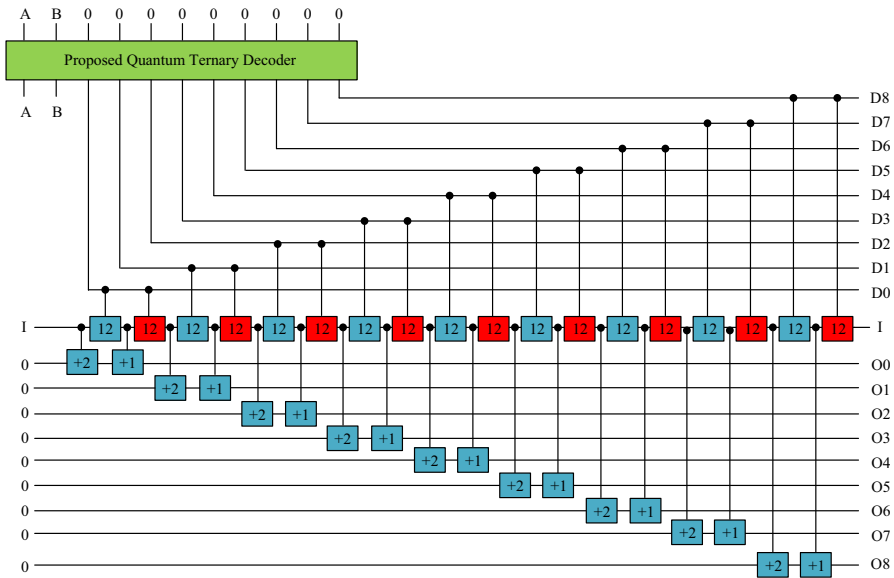 A B 0 0 0 0 0 0 0 0 0
Proposed Quantum Ternary Decoder
A B
D8
D7
D6
D5
D4
D3
D2
D1
D0
I 12 12 12 12 12 12 12 12 12 12 12 12 12 12 12 12 12 12 I
0 +2 +1 O0
0 +2 +1 O1
0 +2 +1 O2
0 +2 +1 O3
0 +2 +1 O4
0 +2 +1 O5
0 +2 +1 O6
0 +2 +1 O7
0 +2 +1 O8